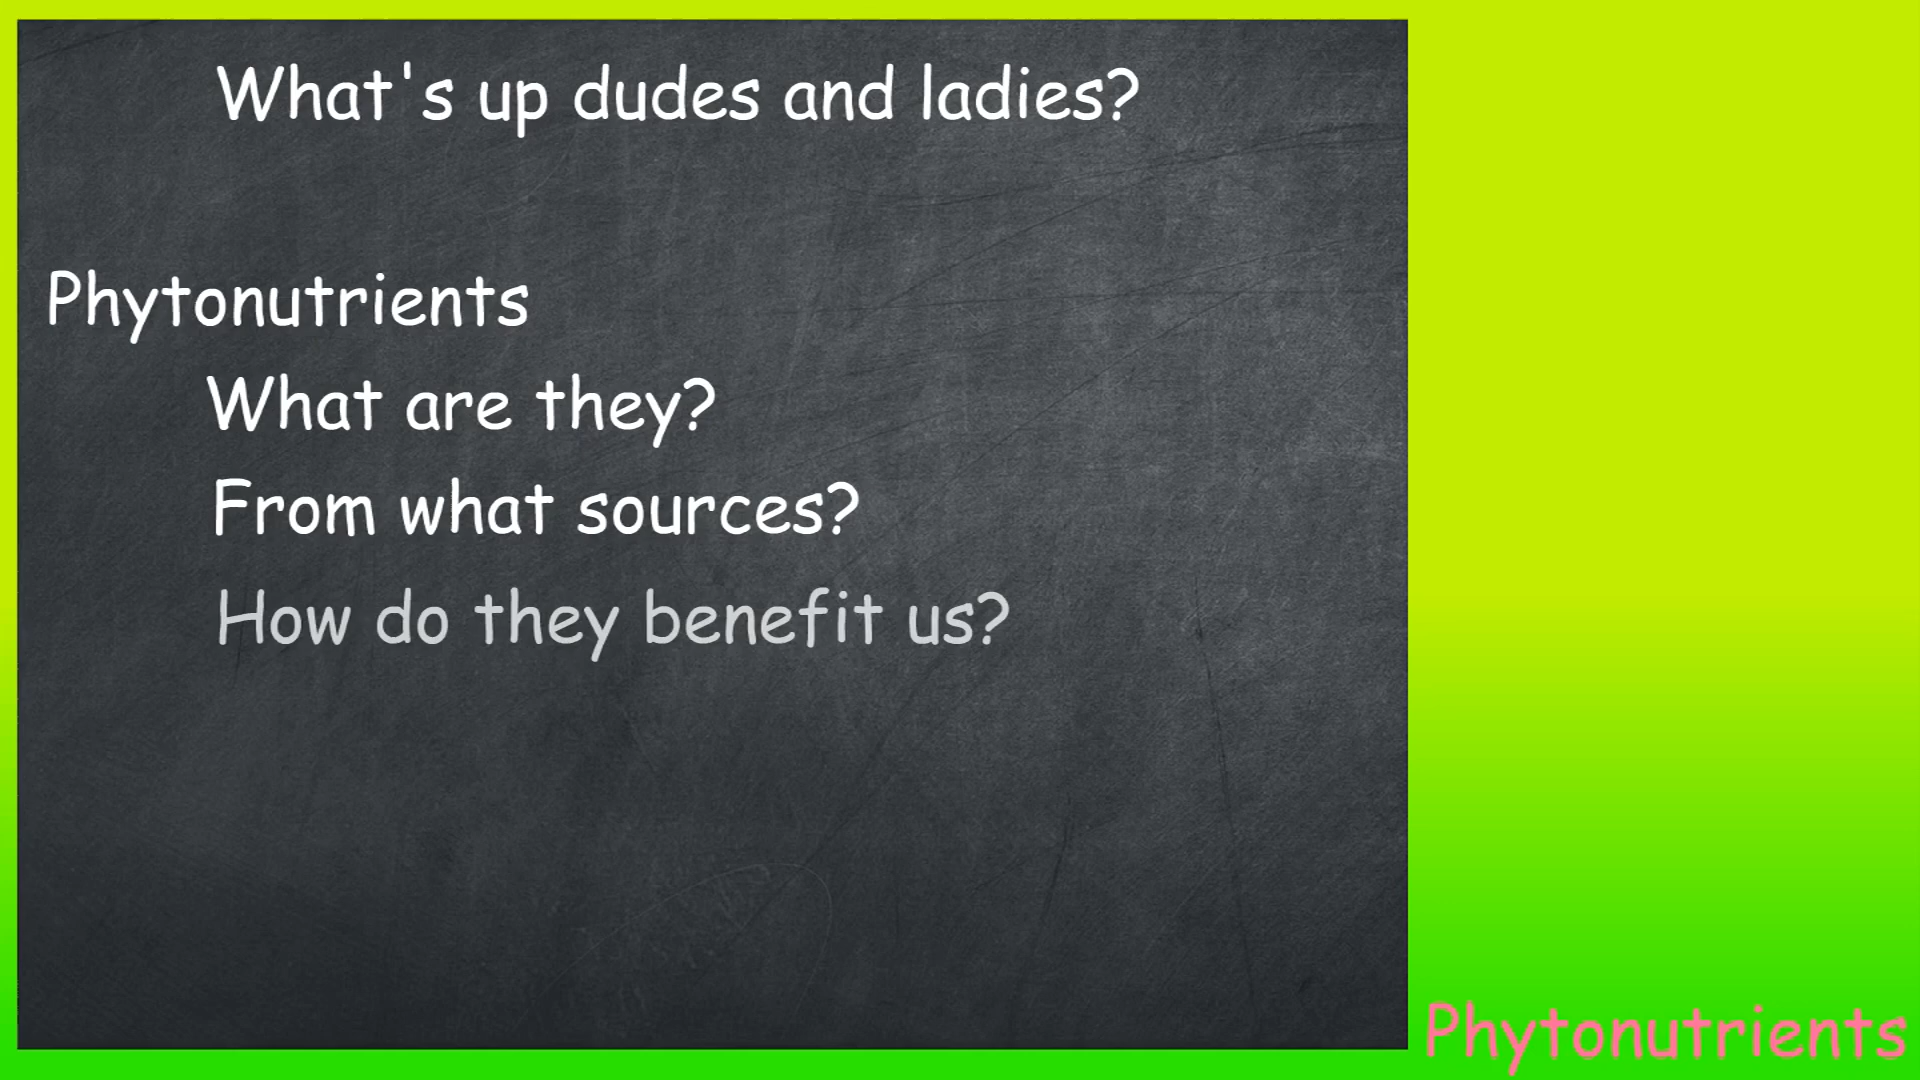 What's up dudes and ladies?
Phytonutrients
What are they?
From what sources?
How do they benefit us?
Phytonutrients